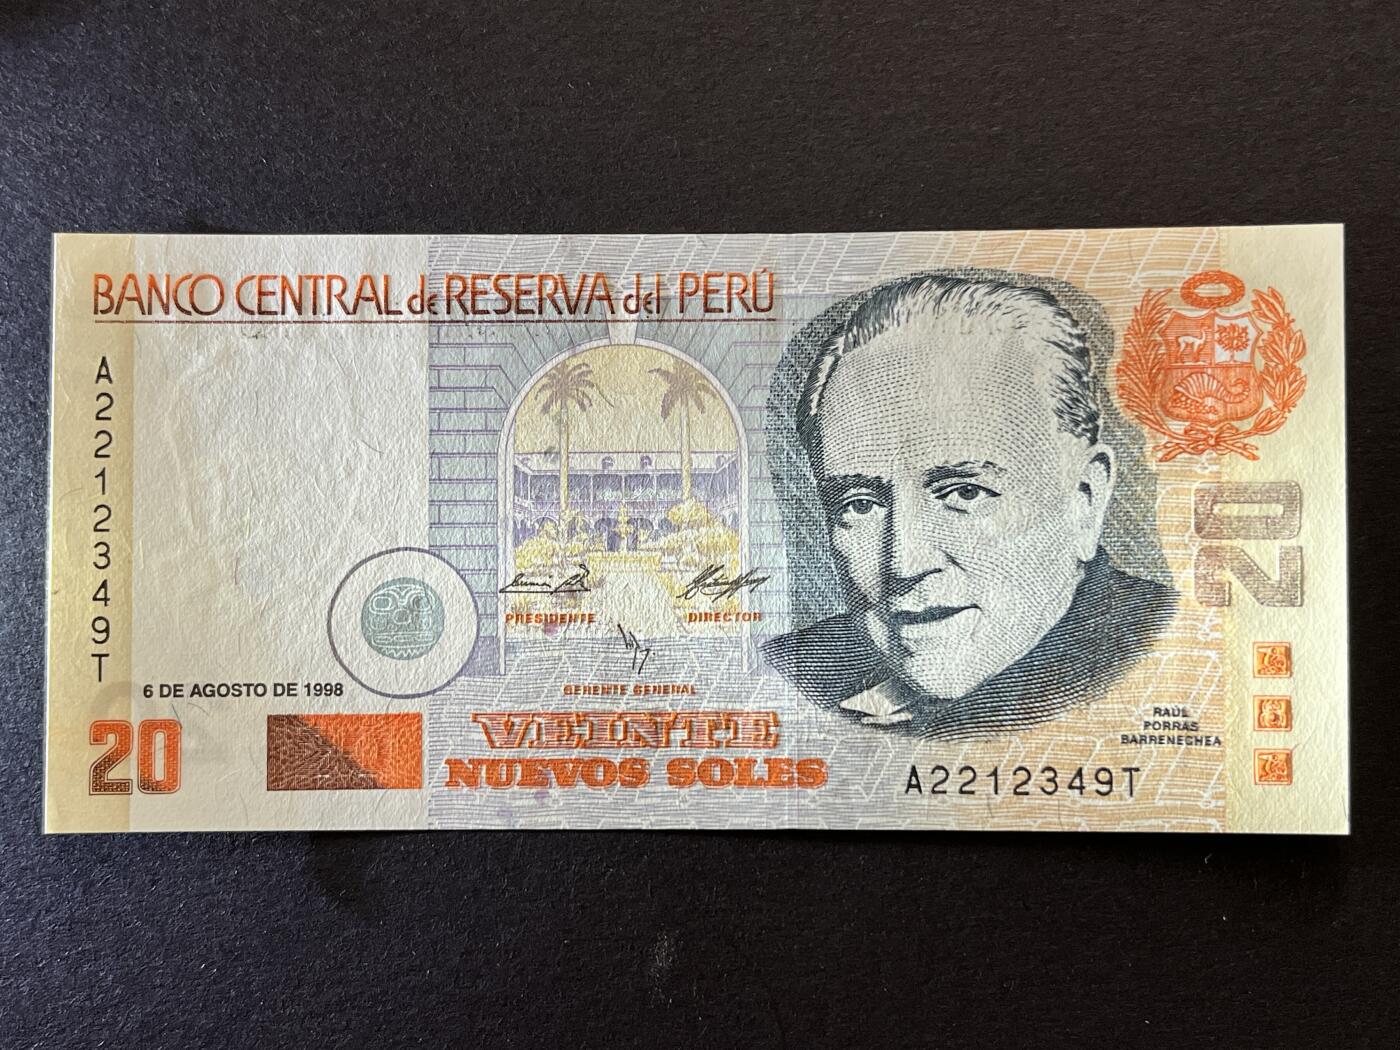 BANCO CENTRAL de RESERVA del PERÚ
A2212349T
PRESIDENTE
DIRECTOR
GERENTE GENERAL
6 DE AGOSTO DE 1998
20
20
VEINTE
NUEVOS SOLES
RAÚL
PORRAS
BARRENECHEA
A2212349T